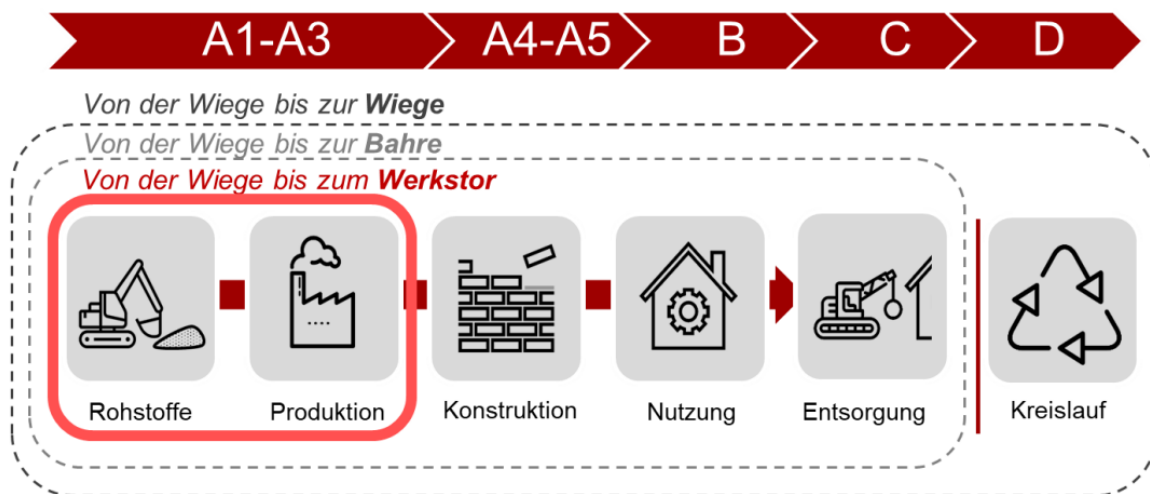 A1-A3 A4-A5 B C D
Von der Wiege bis zur Wiege
Von der Wiege bis zur Bahre
Von der Wiege bis zum Werkstor
Rohstoffe Produktion Konstruktion Nutzung Entsorgung Kreislauf